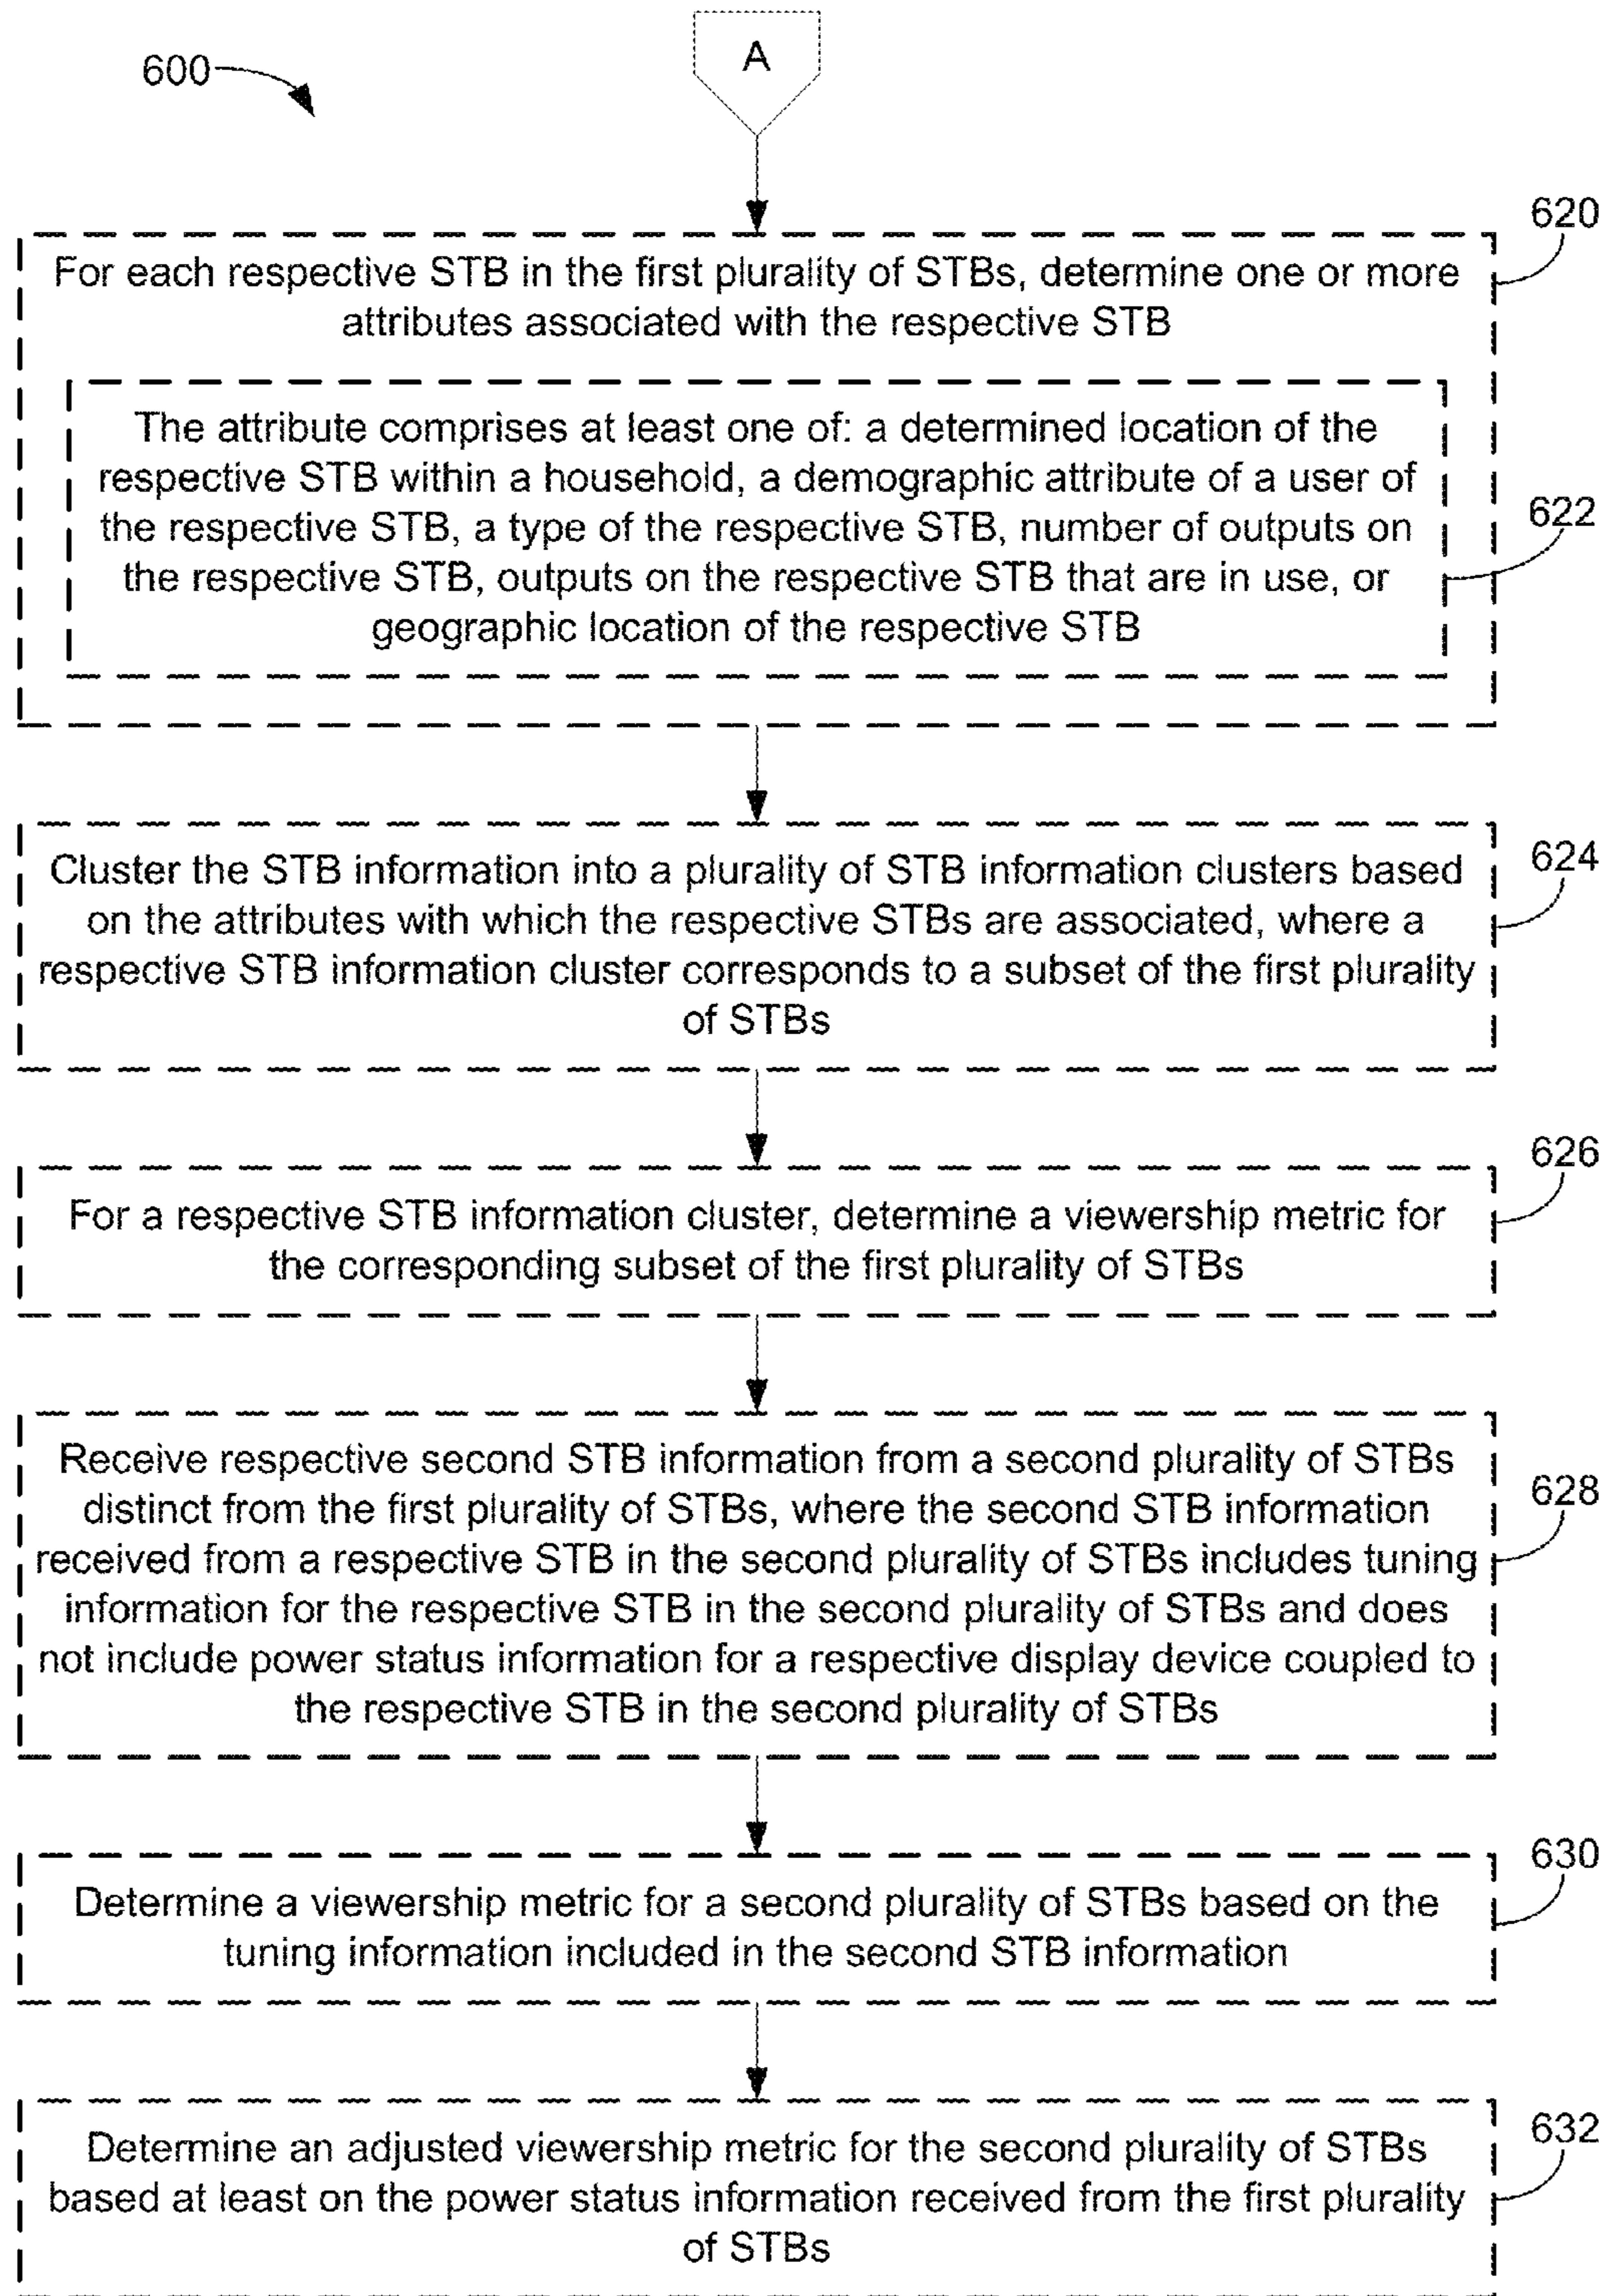 A
600
620
For each respective STB in the first plurality of STBs, determine one or more
attributes associated with the respective STB
The attribute comprises at least one of: a determined location of the
respective STB within a household, a demographic attribute of a user of
the respective STB, a type of the respective STB, number of outputs on
622
the respective STB, outputs on the respective STB that are in use, or
geographic location of the respective STB
624
Cluster the STB information into a plurality of STB information clusters based
on the attributes with which the respective STBs are associated, where a
respective STB information cluster corresponds to a subset of the first plurality
of STBs
626
For a respective STB information cluster, determine a viewership metric for
the corresponding subset of the first plurality of STBs
Receive respective second STB information from a second plurality of STBs
628
distinct from the first plurality of STBs, where the second STB information
received from a respective STB in the second plurality of STBs includes tuning
information for the respective STB in the second plurality of STBs and does
not include power status information for a respective display device coupled to
the respective STB in the second plurality of STBs
630
Determine a viewership metric for a second plurality of STBs based on the
tuning information included in the second STB information
632
Determine an adjusted viewership metric for the second plurality of STBs
based at least on the power status information received from the first plurality
of STBs